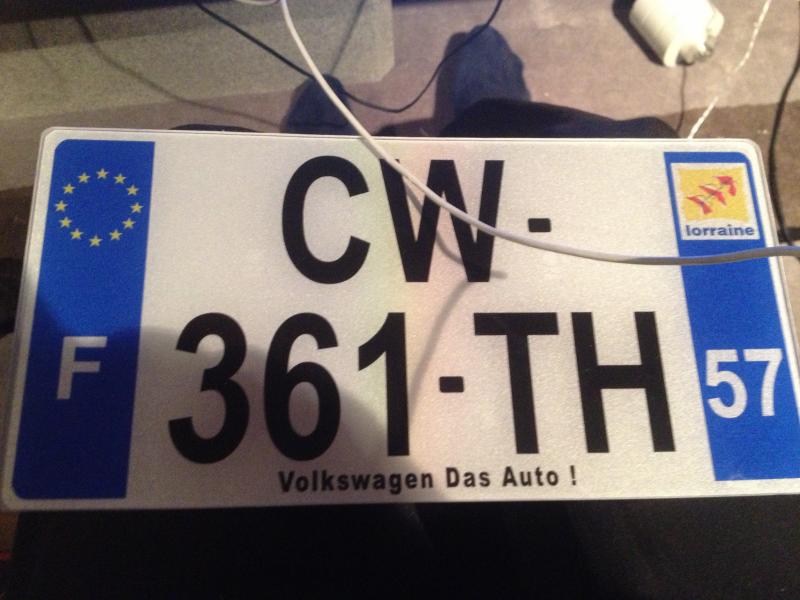 CW-
lorraine
F
361-TH
57
Volkswagen Das Auto !